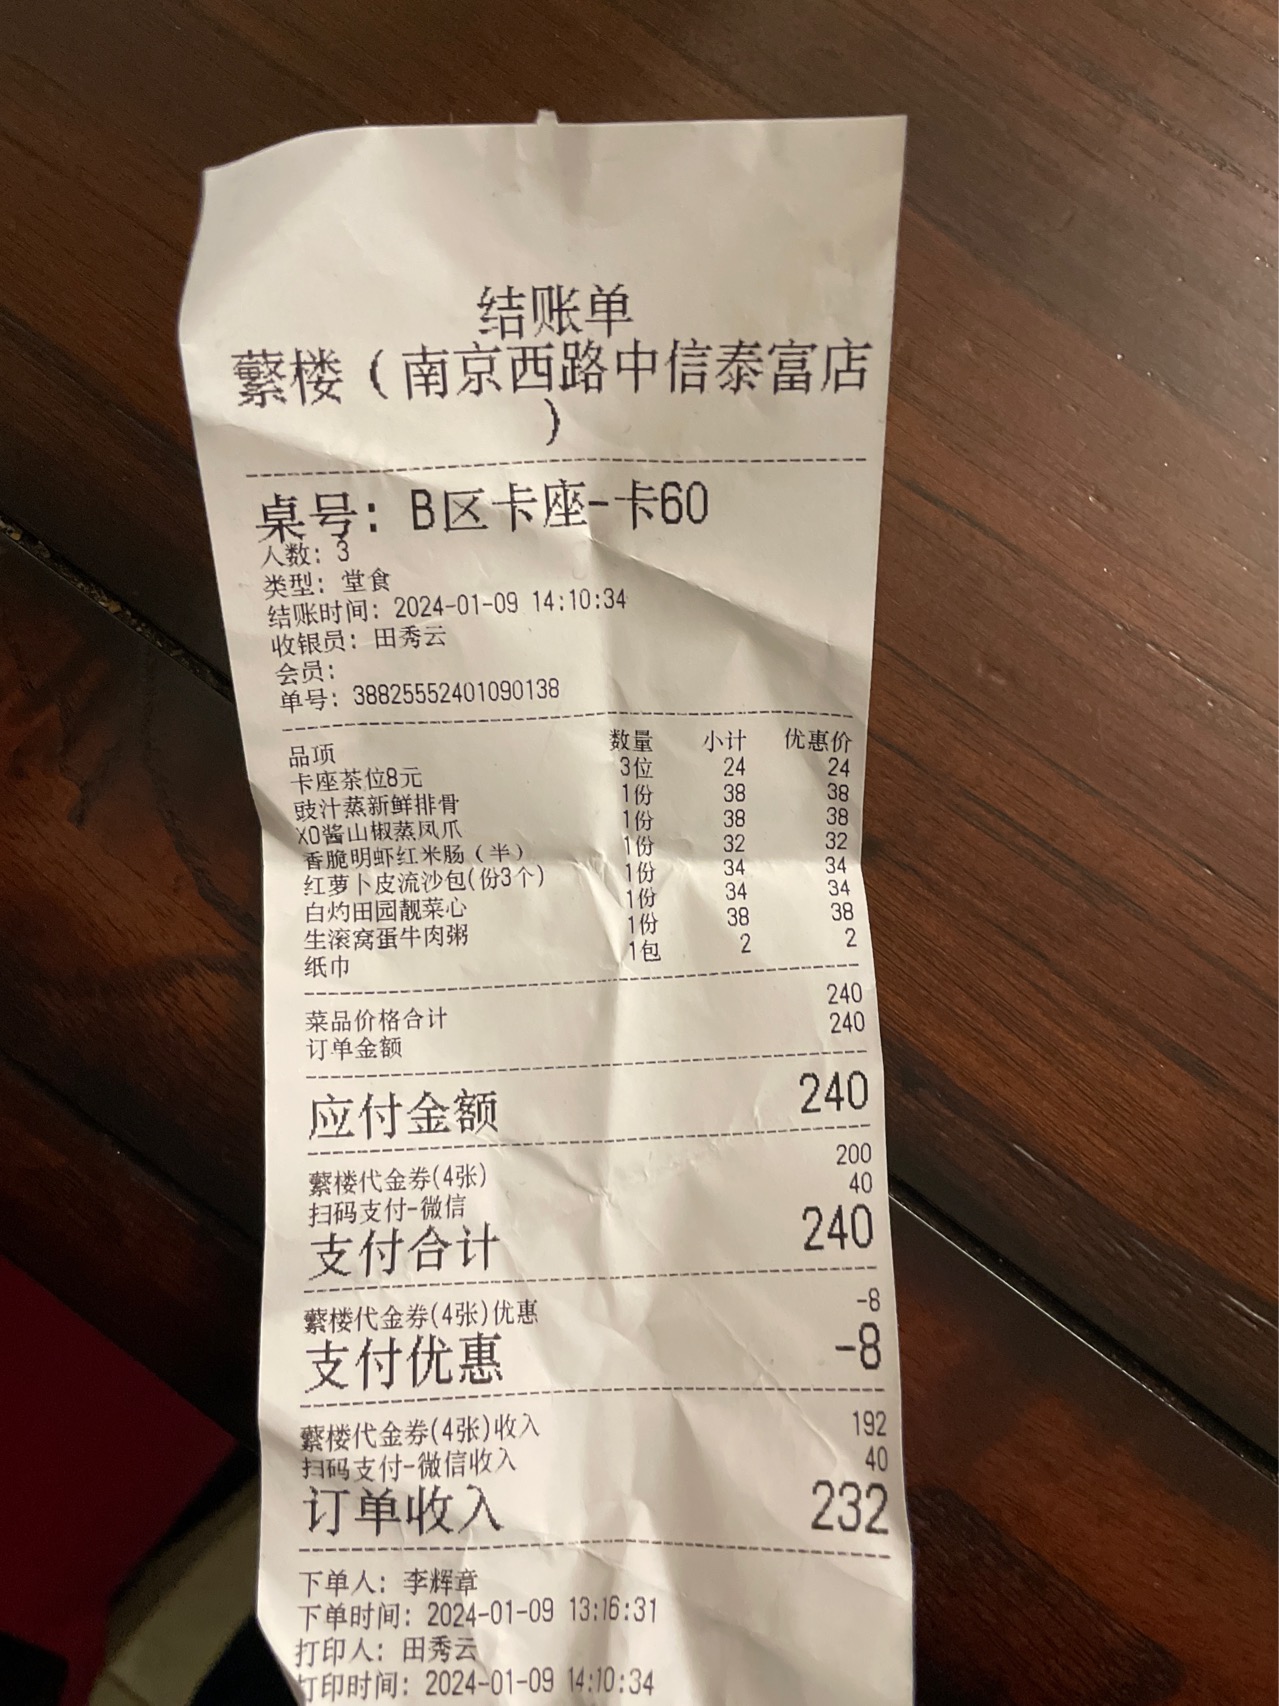 结账单
蘩楼（南京西路中信泰富店
）
桌号：B区卡座-卡60
人数：3
类型：堂食
结账时间：2024-01-09 14:10:34
收银员：田秀云
会员：
单号：38825552401090138
品项 数量 小计 优惠价
卡座茶位8元 3位 24 24
豉汁蒸新鲜排骨 1份 38 38
XO酱山椒蒸凤爪 1份 38 38
香脆明虾红米肠（半） 1份 32 32
红萝卜皮流沙包(份3个) 1份 34 34
白灼田园靓菜心 1份 34 34
生滚窝蛋牛肉粥 1份 38 38
纸巾 1包 2 2
菜品价格合计 240
订单金额 240
应付金额 240
蘩楼代金券(4张) 200
扫码支付-微信 40
支付合计 240
蘩楼代金券(4张)优惠 -8
支付优惠 -8
蘩楼代金券(4张)收入 192
扫码支付-微信收入 40
订单收入 232
下单人：李辉章
下单时间：2024-01-09 13:16:31
打印人：田秀云
打印时间：2024-01-09 14:10:34